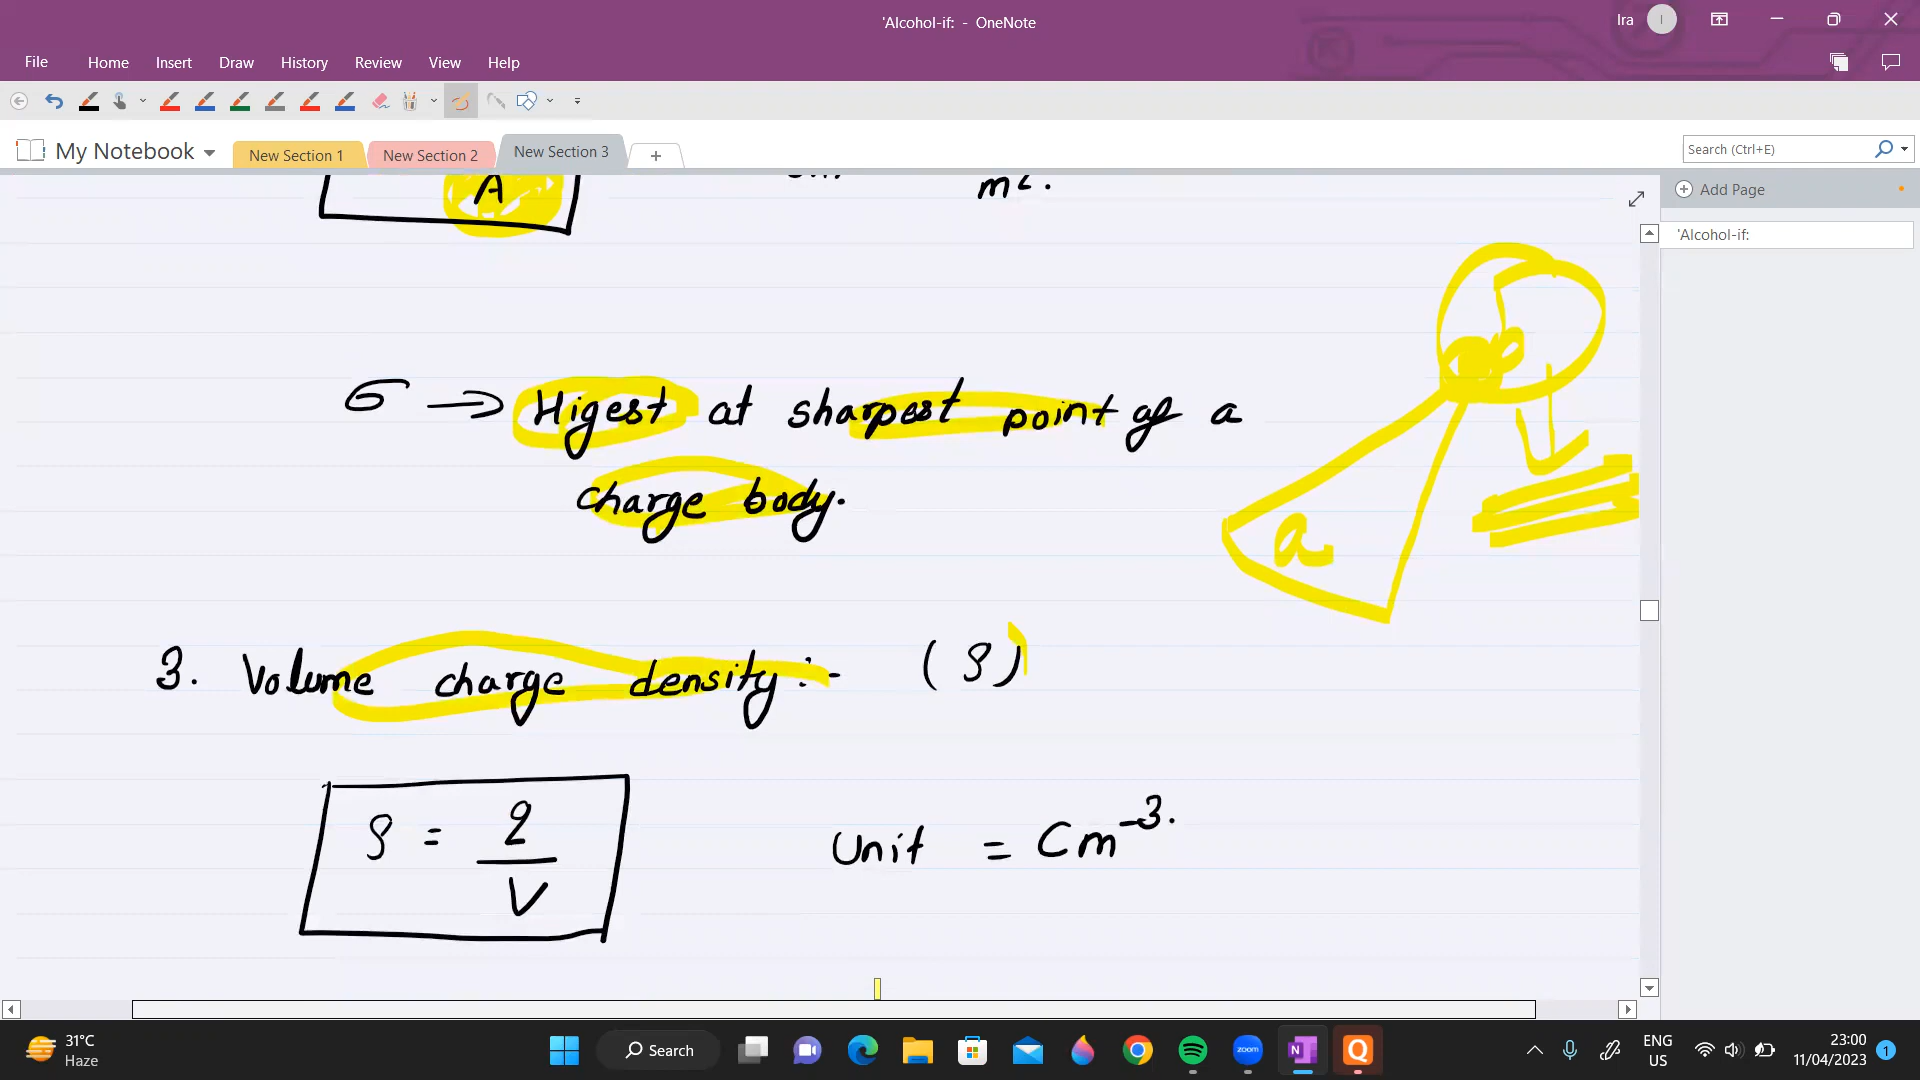 'Alcohol-if: - OneNote
Ira
I
File Home Insert Draw History Review View Help
My Notebook
New Section 1
New Section 2
New Section 3
Search (Ctrl+E)
Add Page
'Alcohol-if:
A
m².
σ → Higest at sharpest point of a
charge body.
a
3. Volume charge density :- (ρ)
ρ = q/V
Unit = Cm⁻³.
31°C
Haze
Search
zoom
N
Q
ENG
US
23:00
11/04/2023
1